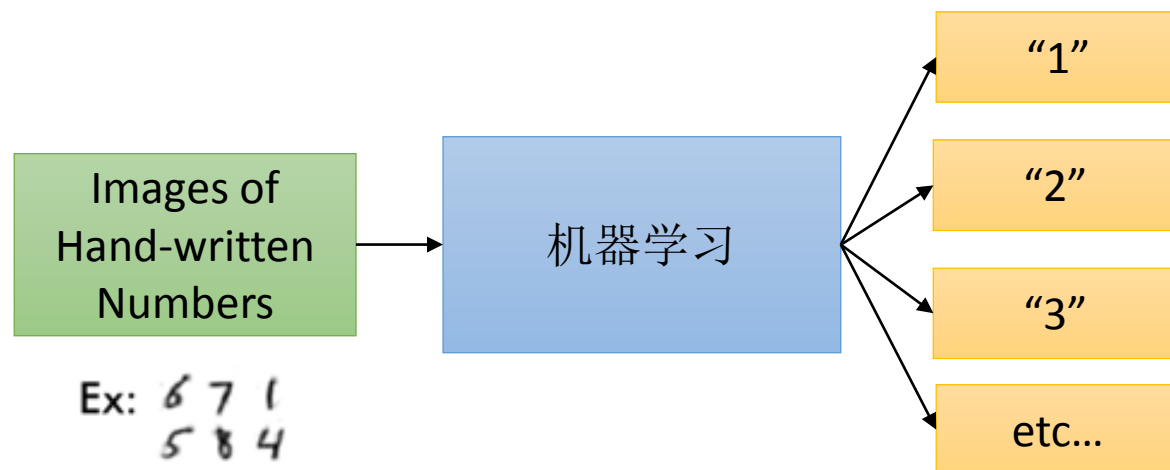 Images of
Hand-written
Numbers
Ex: 6 7 1
5 8 4
机器学习
“1”
“2”
“3”
etc...